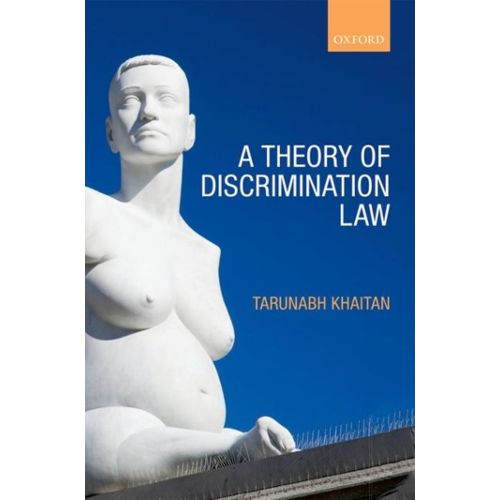 OXFORD
A THEORY OF
DISCRIMINATION
LAW
TARUNABH KHAITAN